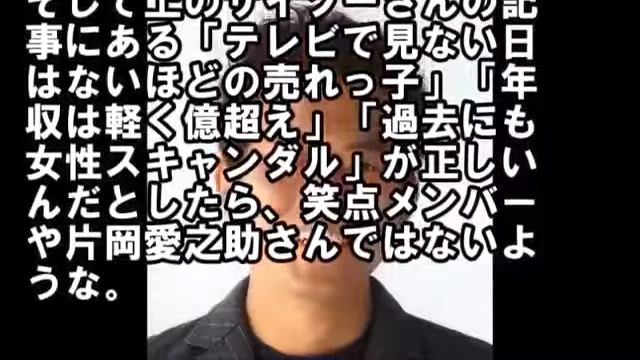 そして上のサイゾーさんの記
事にある「テレビで見ない日
はないほどの売れっ子」「年
収は軽く億超え」「過去にも
女性スキャンダル」が正しい
んだとしたら、笑点メンバー
や片岡愛之助さんではないよ
うな。